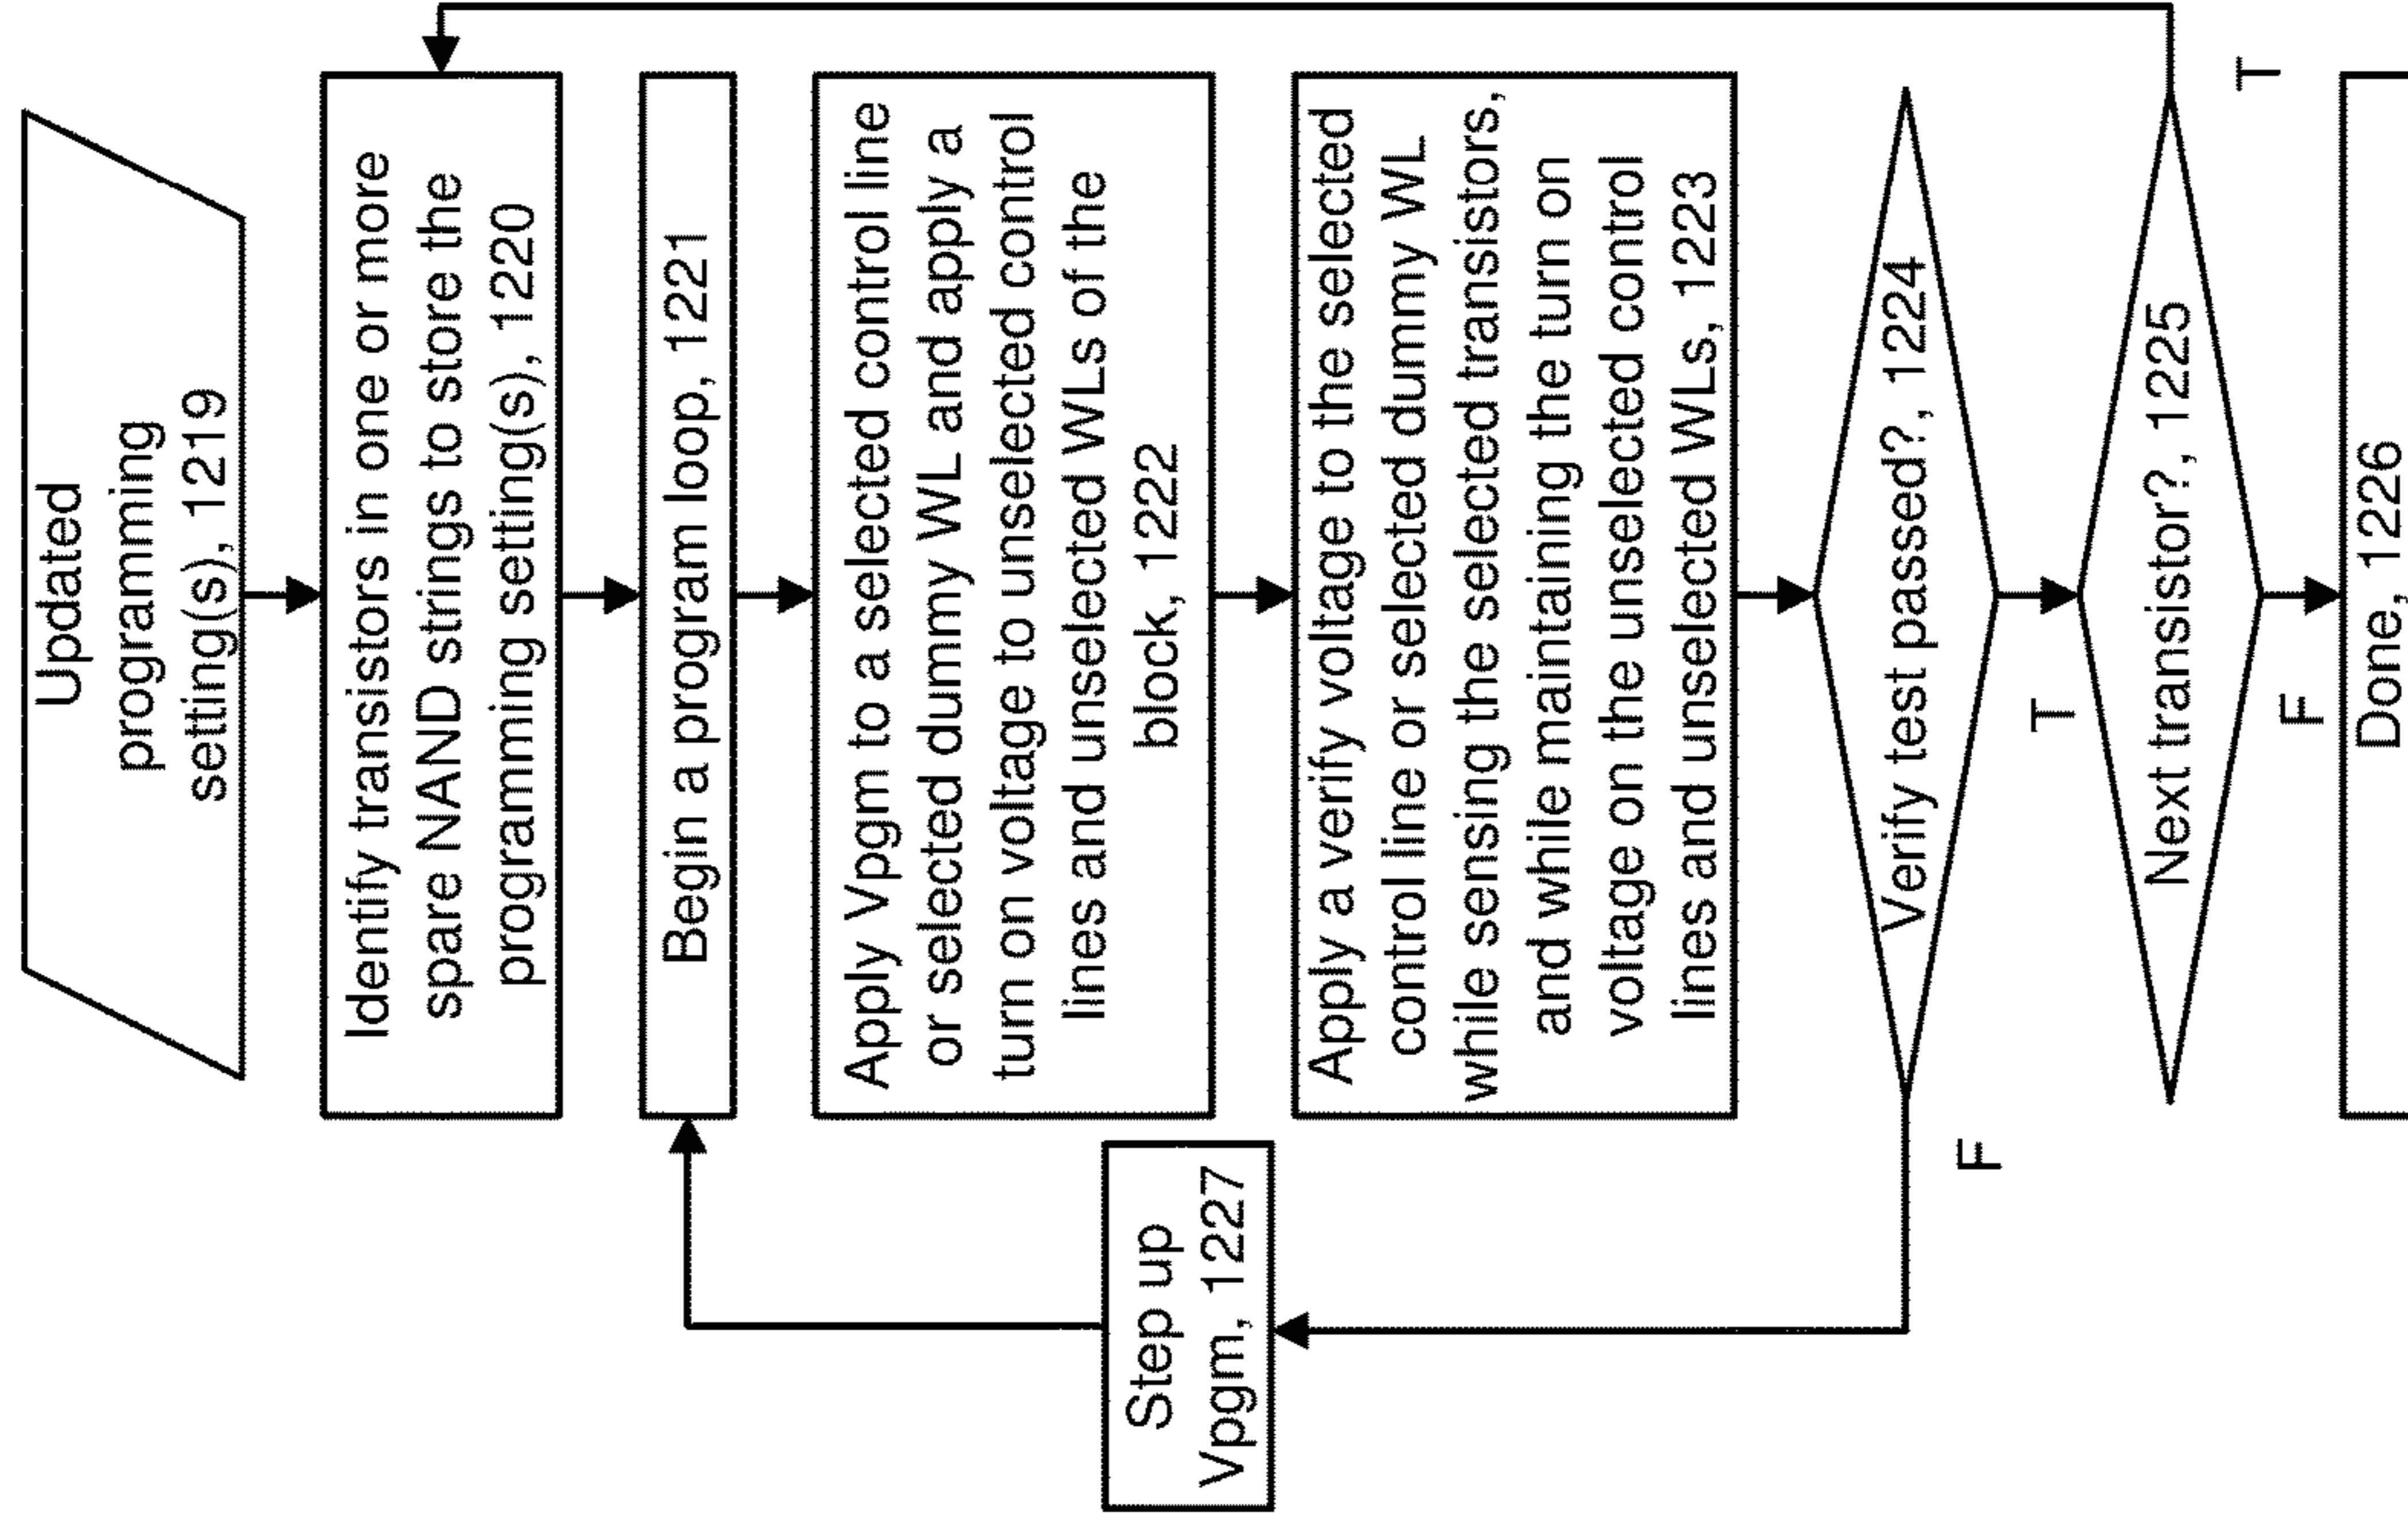 Updated
programming
setting(s), 1219
Identify transistors in one or more
spare NAND strings to store the
programming setting(s), 1220
Begin a program loop, 1221
Apply Vpgm to a selected control line
or selected dummy WL and apply a
turn on voltage to unselected control
lines and unselected WLs of the
block, 1222
Apply a verify voltage to the selected
control line or selected dummy WL
while sensing the selected transistors,
and while maintaining the turn on
voltage on the unselected control
lines and unselected WLs, 1223
Verify test passed?, 1224
F
T
Step up
Vpgm, 1227
Next transistor?, 1225
T
F
Done, 1226